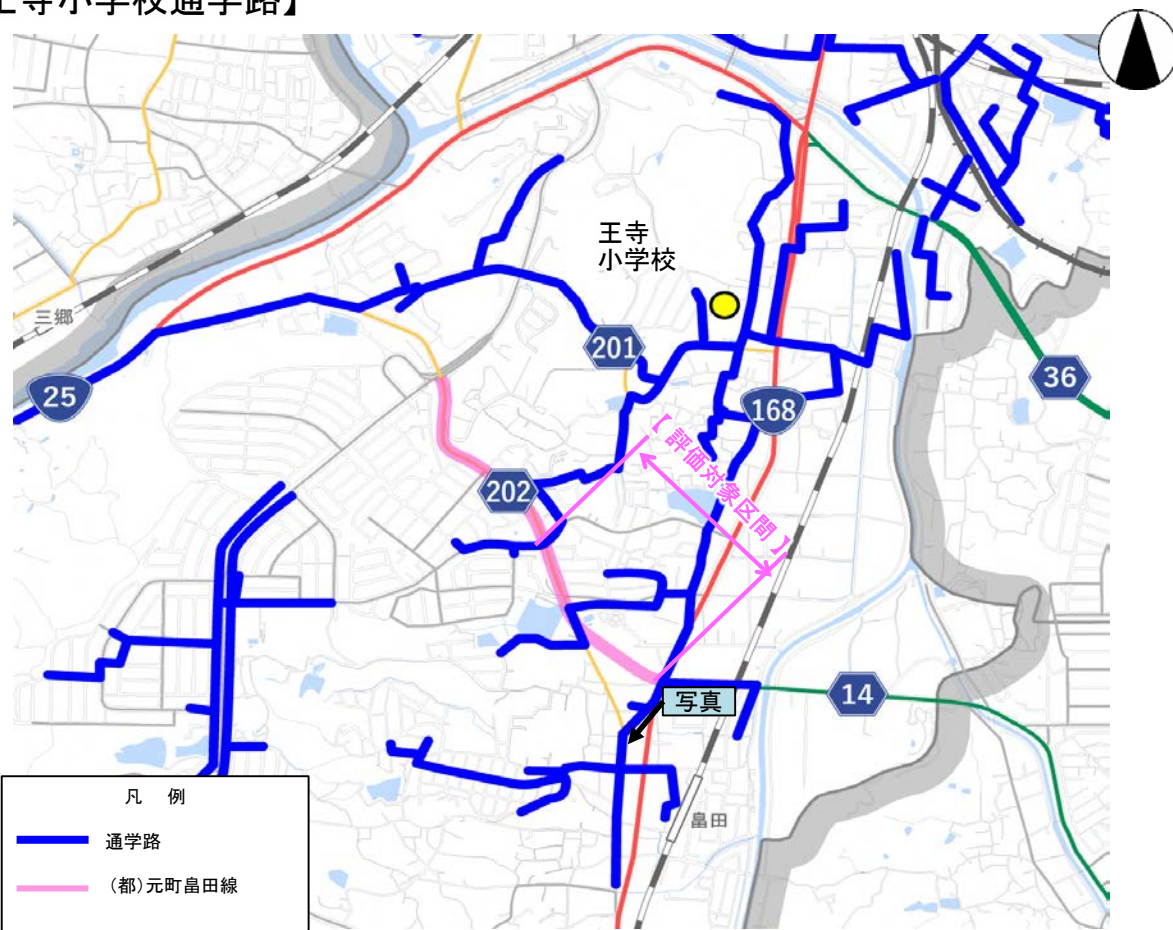 王寺小学校通学路】
王寺
小学校
三郷
201
25
36
168
【評価対象区間】
202
14
写真
畠田
凡 例
通学路
(都)元町畠田線